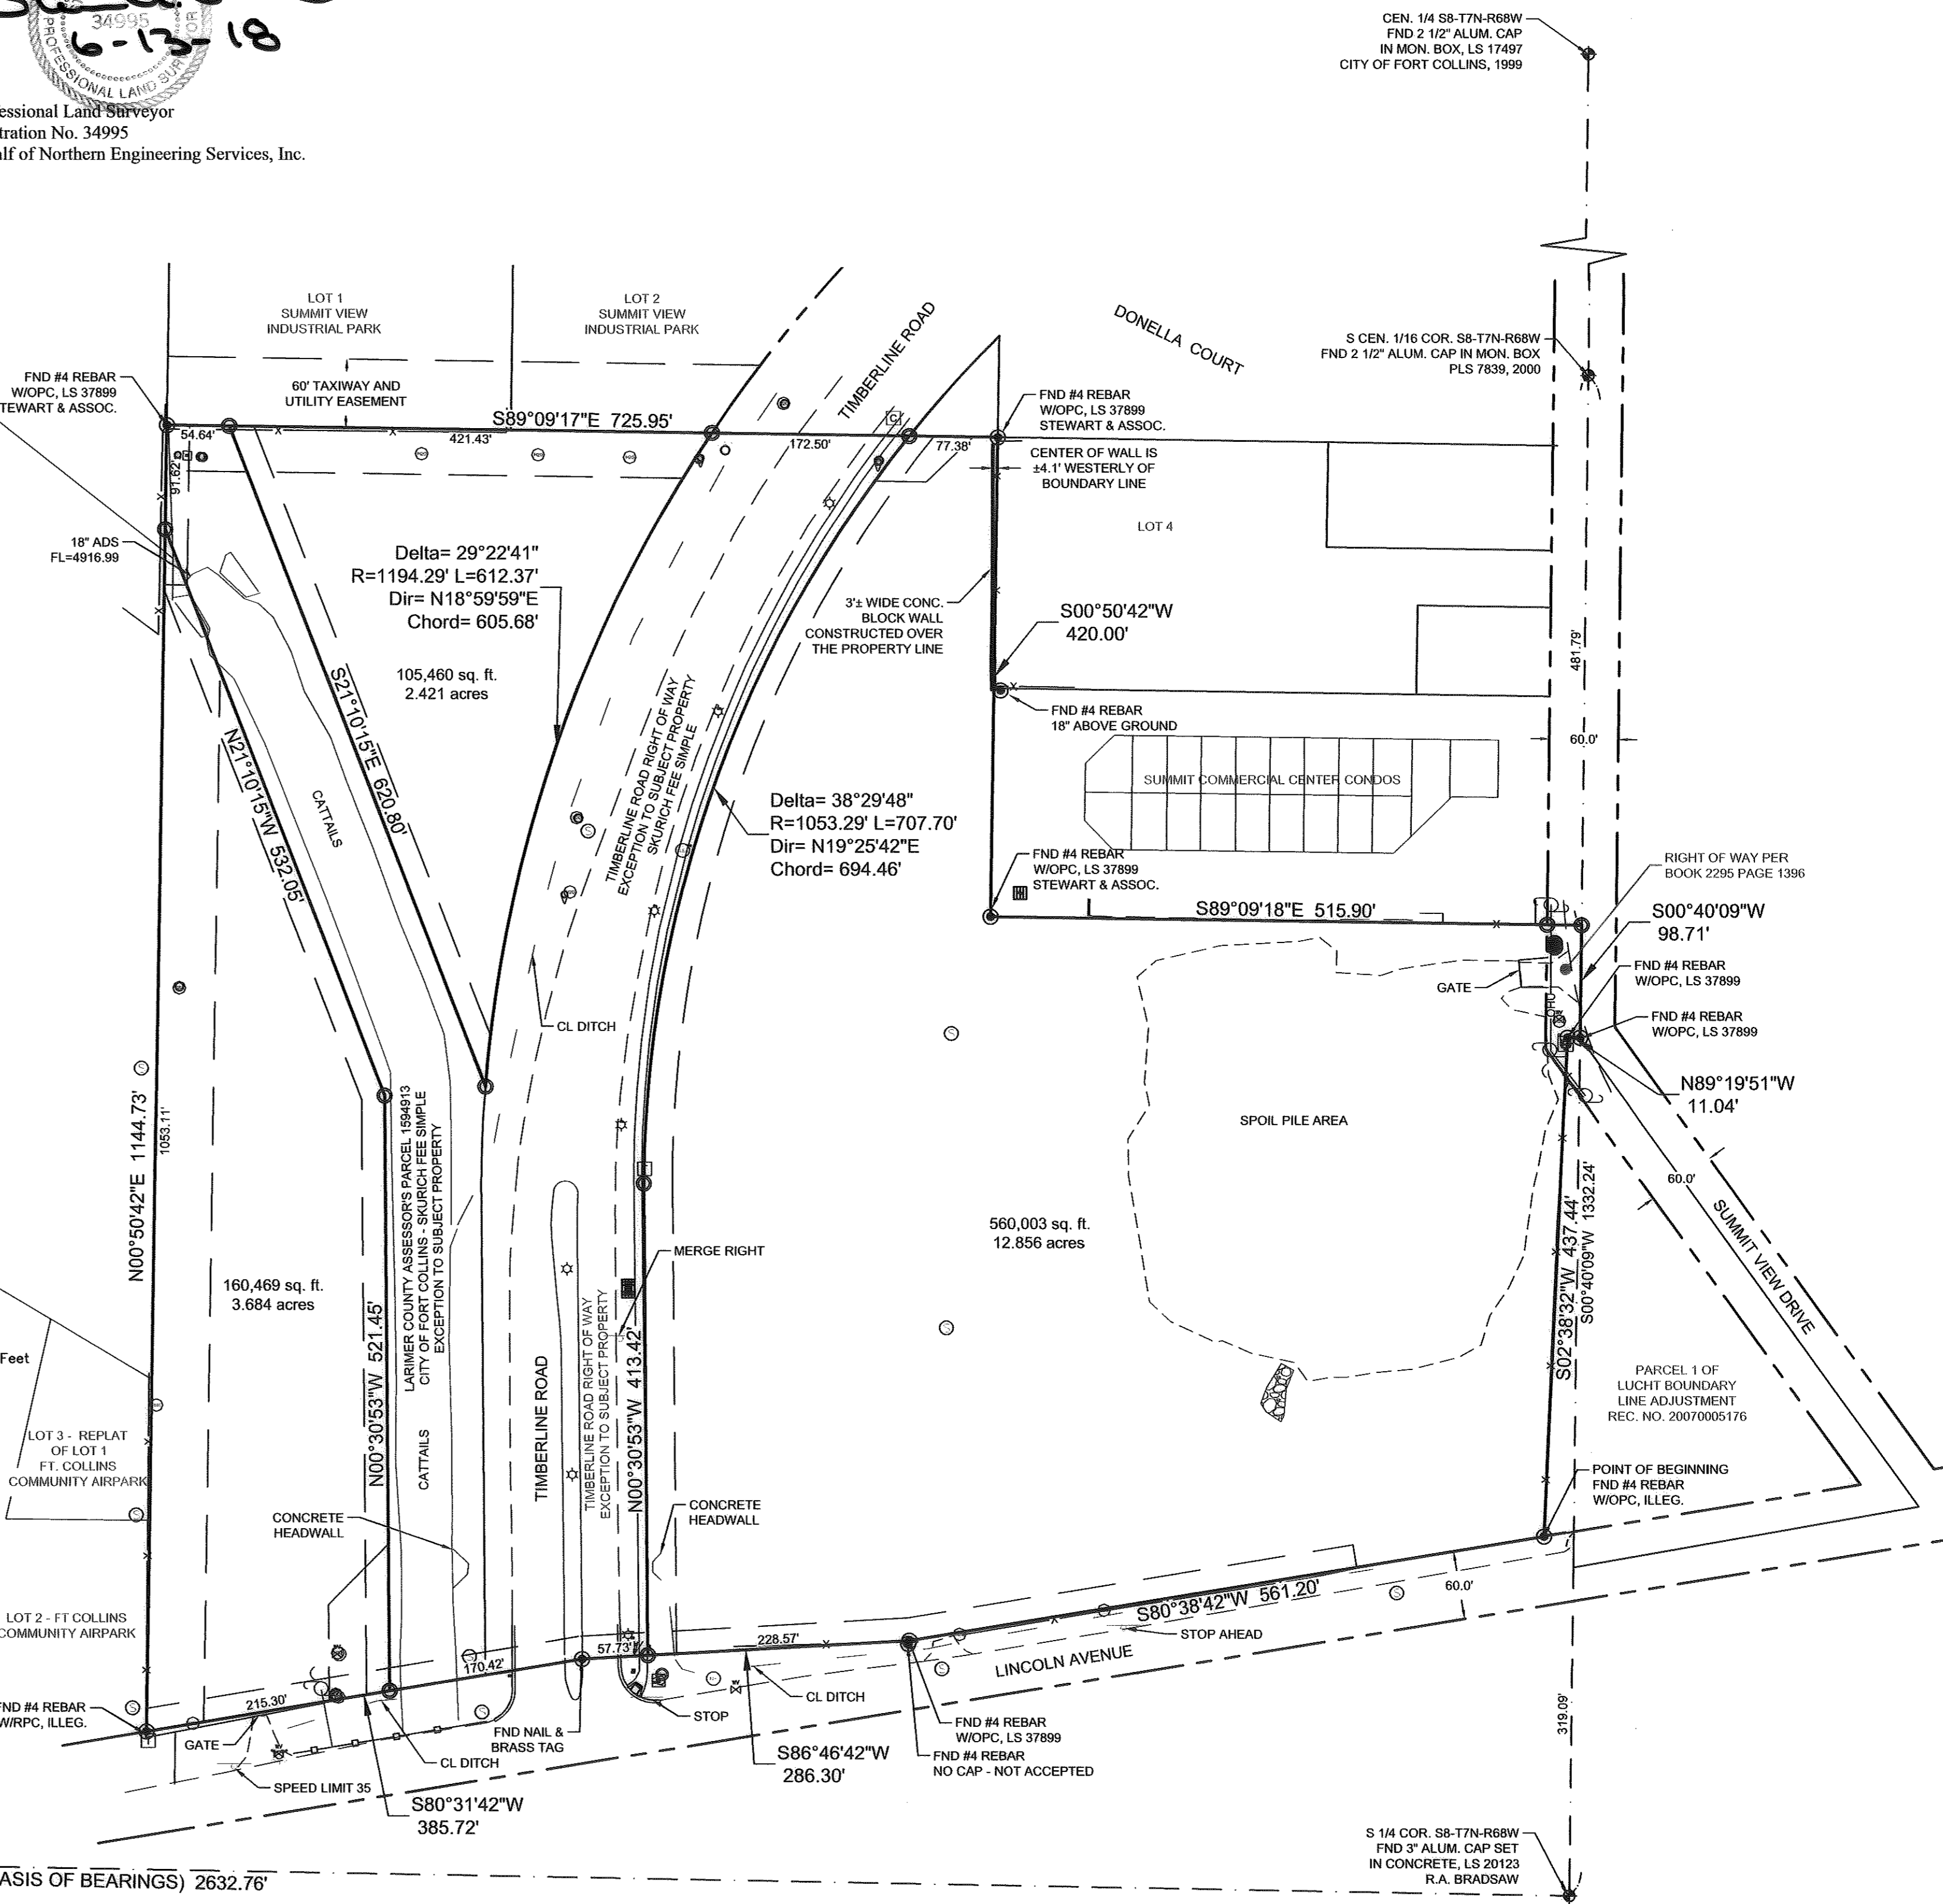 34995
PROFESSIONAL LAND SURVEYOR
6-13-18
essional Land Surveyor
tration No. 34995
lf of Northern Engineering Services, Inc.
CEN. 1/4 S8-T7N-R68W
FND 2 1/2" ALUM. CAP
IN MON. BOX, LS 17497
CITY OF FORT COLLINS, 1999
LOT 1
SUMMIT VIEW
INDUSTRIAL PARK
LOT 2
SUMMIT VIEW
INDUSTRIAL PARK
TIMBERLINE ROAD
DONELLA COURT
S CEN. 1/16 COR. S8-T7N-R68W
FND 2 1/2" ALUM. CAP IN MON. BOX
PLS 7839, 2000
FND #4 REBAR
W/OPC, LS 37899
STEWART & ASSOC.
60' TAXIWAY AND
UTILITY EASEMENT
FND #4 REBAR
W/OPC, LS 37899
TEWART & ASSOC.
S89°09'17"E 725.95'
54.64'
421.43'
172.50'
77.38'
91.62'
CENTER OF WALL IS
±4.1' WESTERLY OF
BOUNDARY LINE
LOT 4
18" ADS
FL=4916.99
Delta= 29°22'41"
R=1194.29' L=612.37'
Dir= N18°59'59"E
Chord= 605.68'
3'± WIDE CONC.
BLOCK WALL
CONSTRUCTED OVER
THE PROPERTY LINE
S00°50'42"W
420.00'
481.79'
105,460 sq. ft.
2.421 acres
S21°10'15"E 620.80'
N21°10'15"W 532.05'
CATTAILS
TIMBERLINE ROAD RIGHT OF WAY
EXCEPTION TO SUBJECT PROPERTY
SKURICH FEE SIMPLE
FND #4 REBAR
18" ABOVE GROUND
60.0'
SUMMIT COMMERCIAL CENTER CONDOS
Delta= 38°29'48"
R=1053.29' L=707.70'
Dir= N19°25'42"E
Chord= 694.46'
FND #4 REBAR
W/OPC, LS 37899
STEWART & ASSOC.
RIGHT OF WAY PER
BOOK 2295 PAGE 1396
S89°09'18"E 515.90'
S00°40'09"W
98.71'
FND #4 REBAR
W/OPC, LS 37899
GATE
OHU
FND #4 REBAR
W/OPC, LS 37899
CL DITCH
N89°19'51"W
11.04'
SPOIL PILE AREA
N00°50'42"E 1144.73'
1053.11'
LARIMER COUNTY ASSESSOR'S PARCEL 1594913
CITY OF FORT COLLINS - SKURICH FEE SIMPLE
EXCEPTION TO SUBJECT PROPERTY
60.0'
SUMMIT VIEW DRIVE
560,003 sq. ft.
12.856 acres
S02°38'32"W 437.44'
S00°40'09"W 1332.24'
MERGE RIGHT
160,469 sq. ft.
3.684 acres
N00°30'53"W 521.45'
CATTAILS
TIMBERLINE ROAD
TIMBERLINE ROAD RIGHT OF WAY
EXCEPTION TO SUBJECT PROPERTY
N00°30'53"W 413.42'
Feet
PARCEL 1 OF
LUCHT BOUNDARY
LINE ADJUSTMENT
REC. NO. 20070005176
LOT 3 - REPLAT
OF LOT 1
FT. COLLINS
COMMUNITY AIRPARK
POINT OF BEGINNING
FND #4 REBAR
W/OPC, ILLEG.
CONCRETE
HEADWALL
CONCRETE
HEADWALL
LOT 2 - FT COLLINS
COMMUNITY AIRPARK
S80°38'42"W 561.20'
60.0'
STOP AHEAD
LINCOLN AVENUE
57.73'
228.57'
170.42'
215.30'
ND #4 REBAR
W/RPC, ILLEG.
GATE
FND NAIL &
BRASS TAG
CL DITCH
STOP
CL DITCH
SPEED LIMIT 35
FND #4 REBAR
W/OPC, LS 37899
FND #4 REBAR
NO CAP - NOT ACCEPTED
S86°46'42"W
286.30'
S80°31'42"W
385.72'
319.09'
S 1/4 COR. S8-T7N-R68W
FND 3" ALUM. CAP SET
IN CONCRETE, LS 20123
R.A. BRADSAW
ASIS OF BEARINGS) 2632.76'